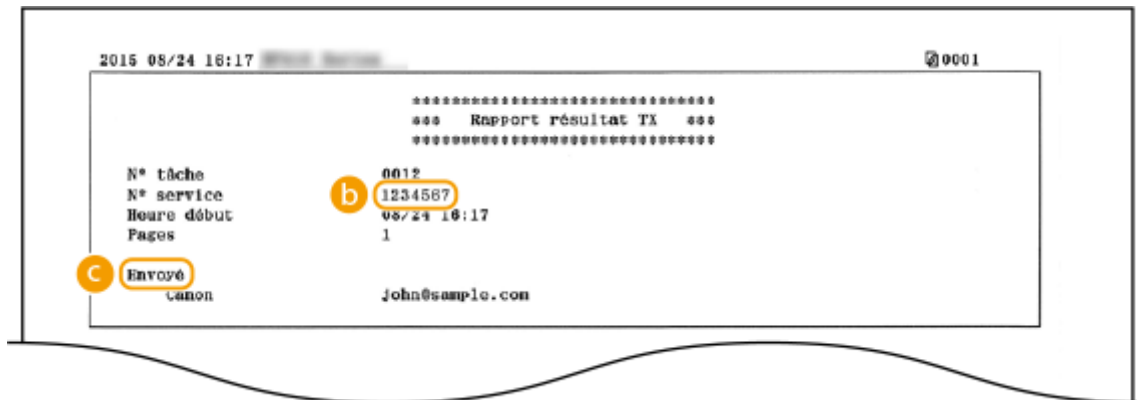 2015 08/24 16:17 0001
******************************
*** Rapport résultat TX ***
******************************
N° tâche 0012
N° service b 1234567
Heure début 08/24 16:17
Pages 1
c Envoyé
Canon john@sample.com